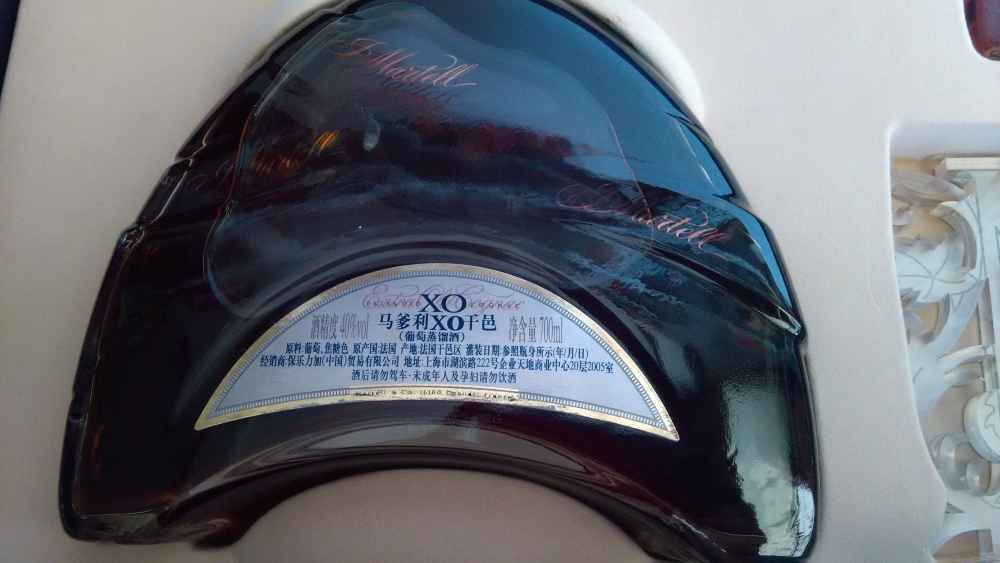 J Martell
J Martell
XO
酒精度 40%vol 净含量 700ml
马爹利XO干邑
(葡萄蒸馏酒)
原料:葡萄,焦糖色 原产国:法国 产地:法国干邑区 灌装日期:参照瓶身所示(年/月/日)
经销商:保乐力加(中国)贸易有限公司 地址:上海市湖滨路222号企业天地商业中心20层2005室
酒后请勿驾车·未成年人及孕妇请勿饮酒